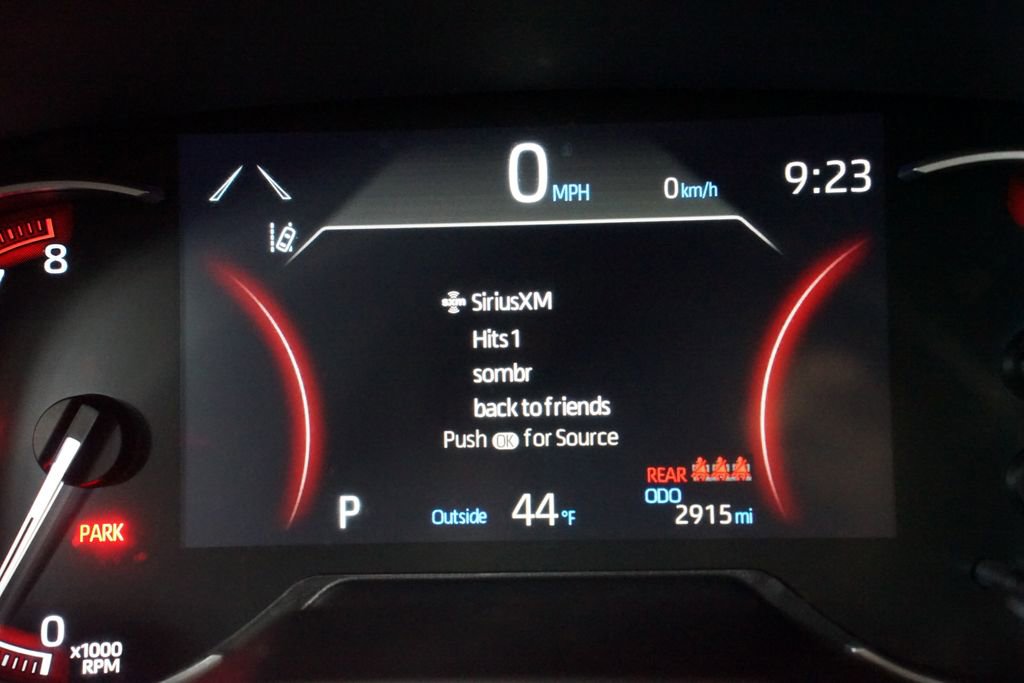 0 MPH 0 km/h 9:23
8
sxm SiriusXM
Hits 1
sombr
back to friends
Push OK for Source
REAR
ODO
P Outside 44 °F 2915 mi
PARK
0
x1000
RPM